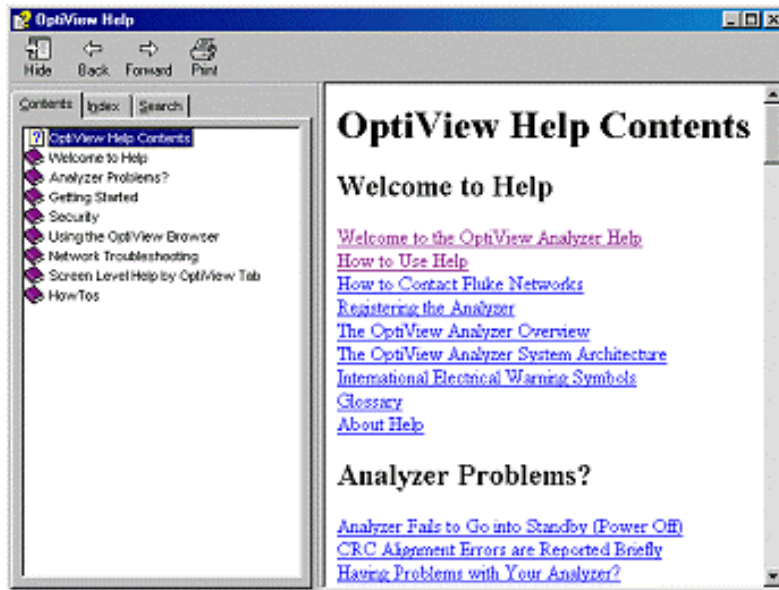 OptiView Help
Hide Back Forward Print
Contents Index Search
OptiView Help Contents
Welcome to Help
Analyzer Problems?
Getting Started
Security
Using the OptiView Browser
Network Troubleshooting
Screen Level Help by OptiView Tab
HowTos
OptiView Help Contents
Welcome to Help
Welcome to the OptiView Analyzer Help
How to Use Help
How to Contact Fluke Networks
Registering the Analyzer
The OptiView Analyzer Overview
The OptiView Analyzer System Architecture
International Electrical Warning Symbols
Glossary
About Help
Analyzer Problems?
Analyzer Fails to Go into Standby (Power Off)
CRC Alignment Errors are Reported Briefly
Having Problems with Your Analyzer?